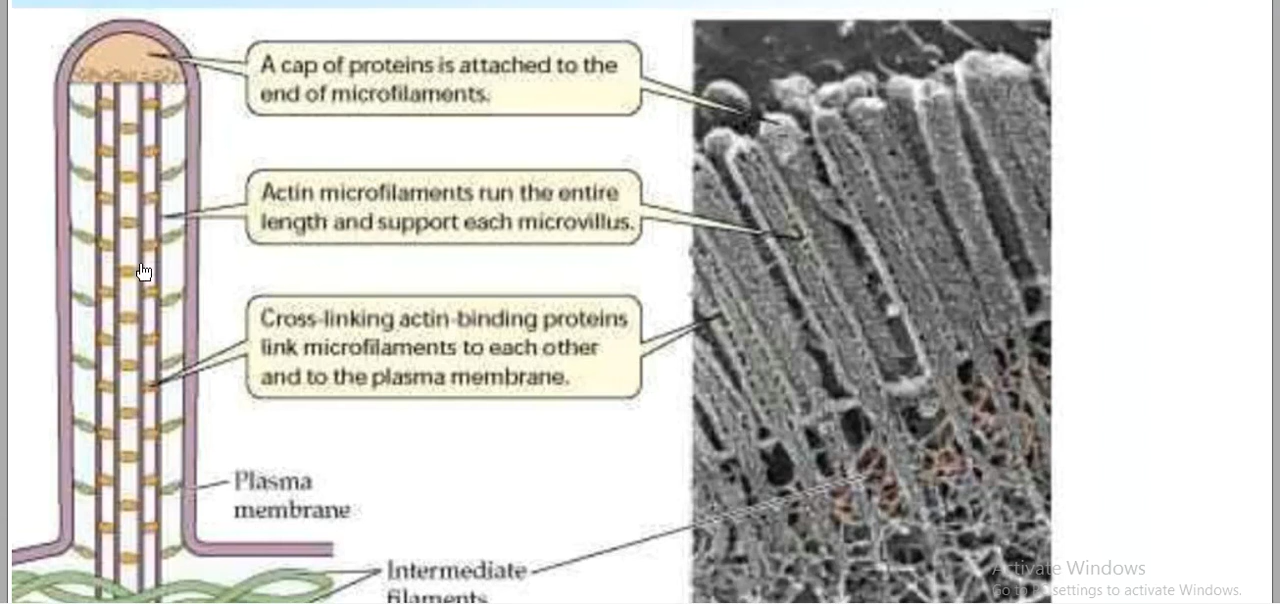 A cap of proteins is attached to the
end of microfilaments.
Actin microfilaments run the entire
length and support each microvillus.
Cross-linking actin-binding proteins
link microfilaments to each other
and to the plasma membrane.
Plasma
membrane
Intermediate
filaments
Activate Windows
Go to settings to activate Windows.